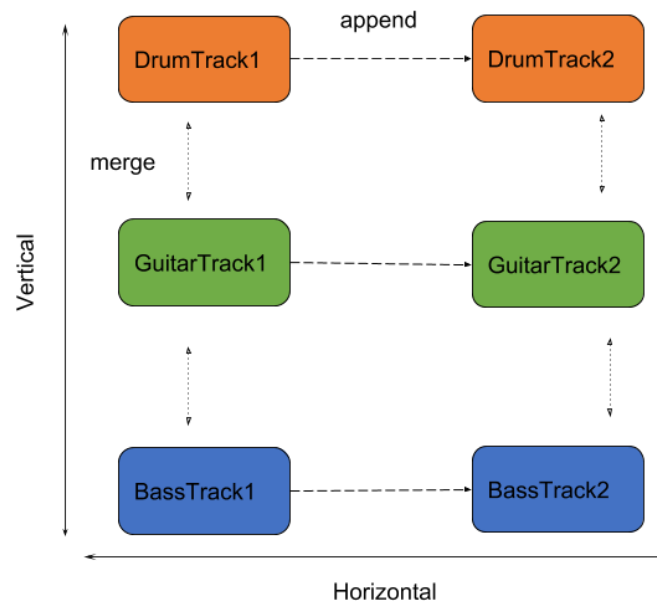 append
DrumTrack1
DrumTrack2
merge
GuitarTrack1
GuitarTrack2
Vertical
BassTrack1
BassTrack2
Horizontal